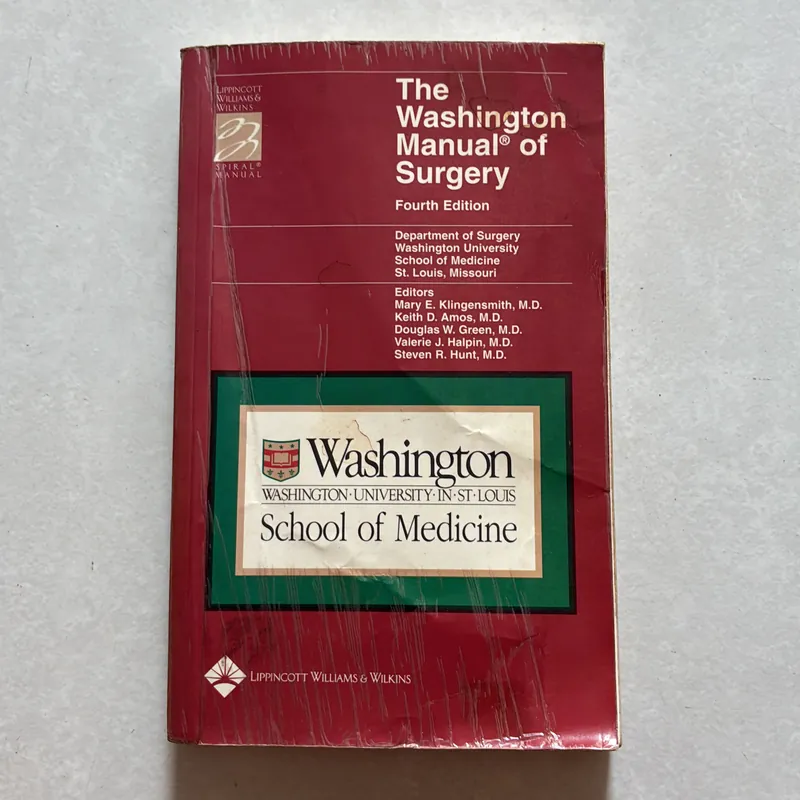 LIPPINCOTT
WILLIAMS &
WILKINS
SPIRAL®
MANUAL
The
Washington
Manual® of
Surgery
Fourth Edition
Department of Surgery
Washington University
School of Medicine
St. Louis, Missouri
Editors
Mary E. Klingensmith, M.D.
Keith D. Amos, M.D.
Douglas W. Green, M.D.
Valerie J. Halpin, M.D.
Steven R. Hunt, M.D.
Washington
WASHINGTON·UNIVERSITY·IN·ST·LOUIS
School of Medicine
LIPPINCOTT WILLIAMS & WILKINS